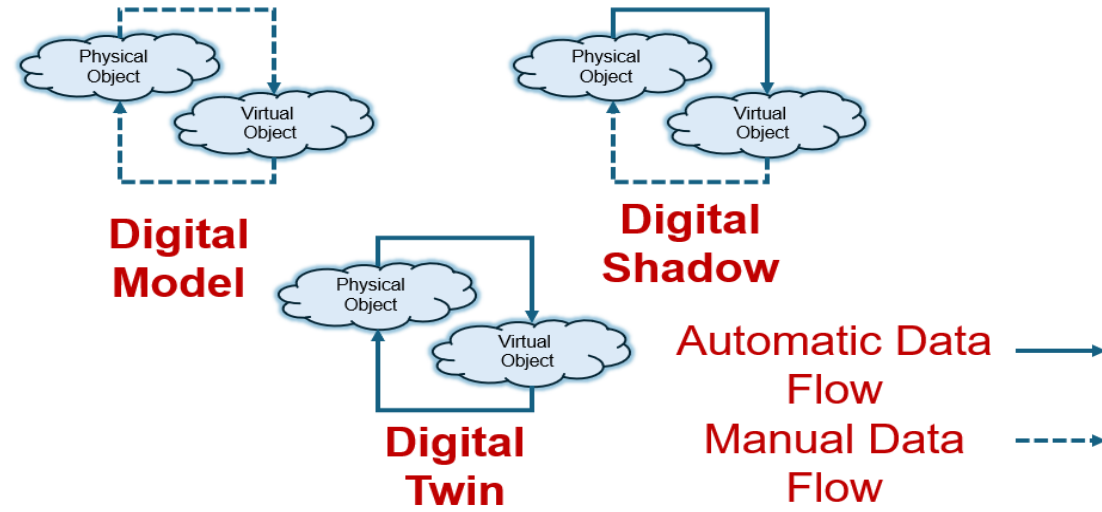 Physical
Object
Virtual
Object
Digital
Model
Physical
Object
Virtual
Object
Digital
Shadow
Physical
Object
Virtual
Object
Digital
Twin
Automatic Data
Flow
Manual Data
Flow